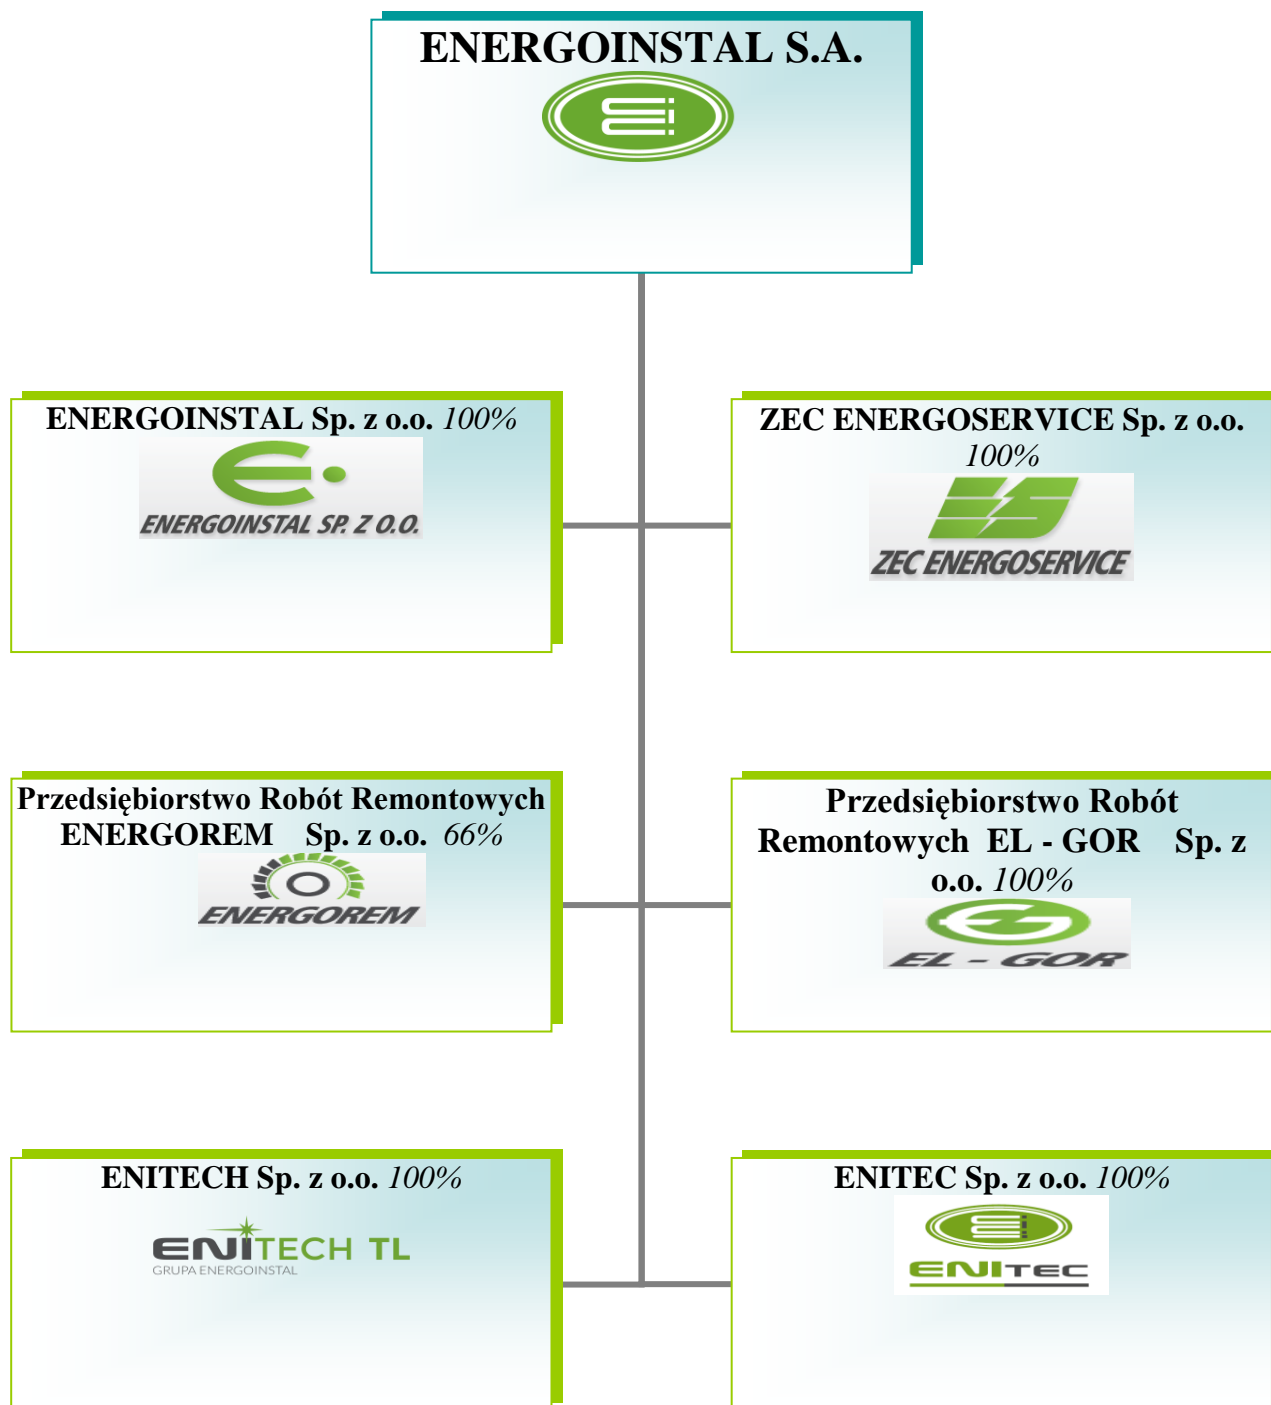 ENERGOINSTAL S.A.
ENERGOINSTAL Sp. z o.o. 100%
ENERGOINSTAL SP. Z O.O.
ZEC ENERGOSERVICE Sp. z o.o.
100%
ZEC ENERGOSERVICE
Przedsiębiorstwo Robót Remontowych
ENERGOREM Sp. z o.o. 66%
ENERGOREM
Przedsiębiorstwo Robót
Remontowych EL - GOR Sp. z
o.o. 100%
EL - GOR
ENITECH Sp. z o.o. 100%
ENITECH TL
GRUPA ENERGOINSTAL
ENITEC Sp. z o.o. 100%
ENITEC